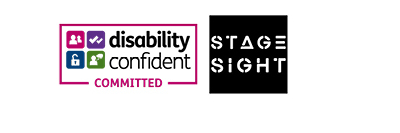 disability
confident
COMMITTED
STAGE
SIGHT